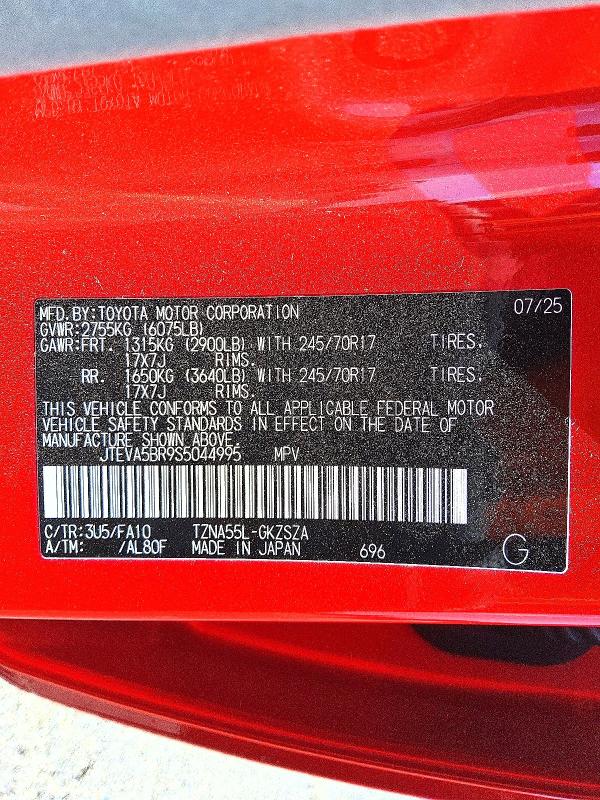 MFD. BY: TOYOTA MOTOR CORPORATION 07/25
GVWR: 2755KG (6075LB)
GAWR: FRT. 1315KG (2900LB) WITH 245/70R17 TIRES,
17X7J RIMS.
RR. 1650KG (3640LB) WITH 245/70R17 TIRES,
17X7J RIMS.
THIS VEHICLE CONFORMS TO ALL APPLICABLE FEDERAL MOTOR
VEHICLE SAFETY STANDARDS IN EFFECT ON THE DATE OF
MANUFACTURE SHOWN ABOVE.
JTEVA5BR9S5044995 MPV
C/TR: 3U5/FA10 TZNA55L-GKZSZA
A/TM: /AL80F MADE IN JAPAN 696 G